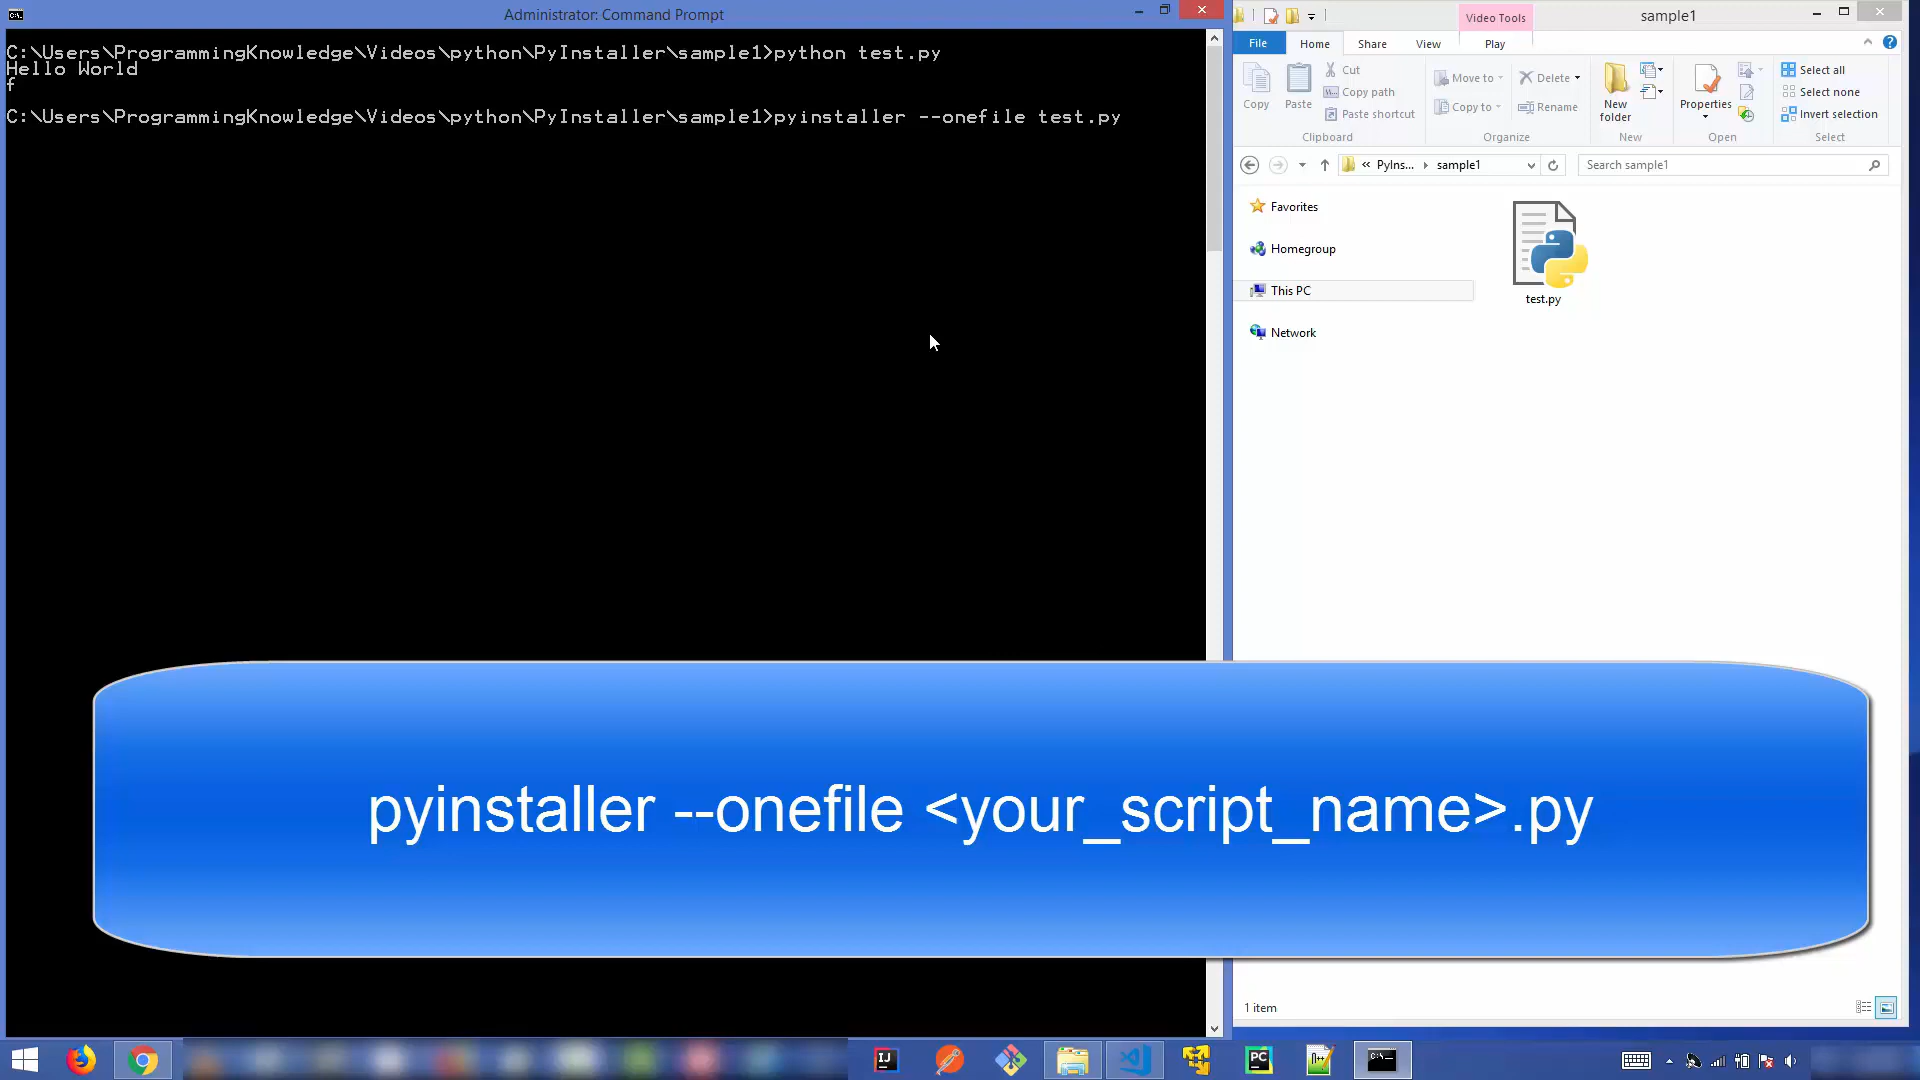 Administrator: Command Prompt
C:\Users\ProgrammingKnowledge\Videos\python\PyInstaller\sample1>python test.py
Hello World
f
C:\Users\ProgrammingKnowledge\Videos\python\PyInstaller\sample1>pyinstaller --onefile test.py
Video Tools
sample1
File
Home
Share
View
Play
Copy
Paste
Cut
Copy path
Paste shortcut
Clipboard
Move to
Copy to
Delete
Rename
Organize
New folder
New
Properties
Open
Select all
Select none
Invert selection
Select
« PyIns...
sample1
Search sample1
Favorites
Homegroup
This PC
Network
test.py
pyinstaller --onefile <your_script_name>.py
1 item
IJ
PC
C:\_